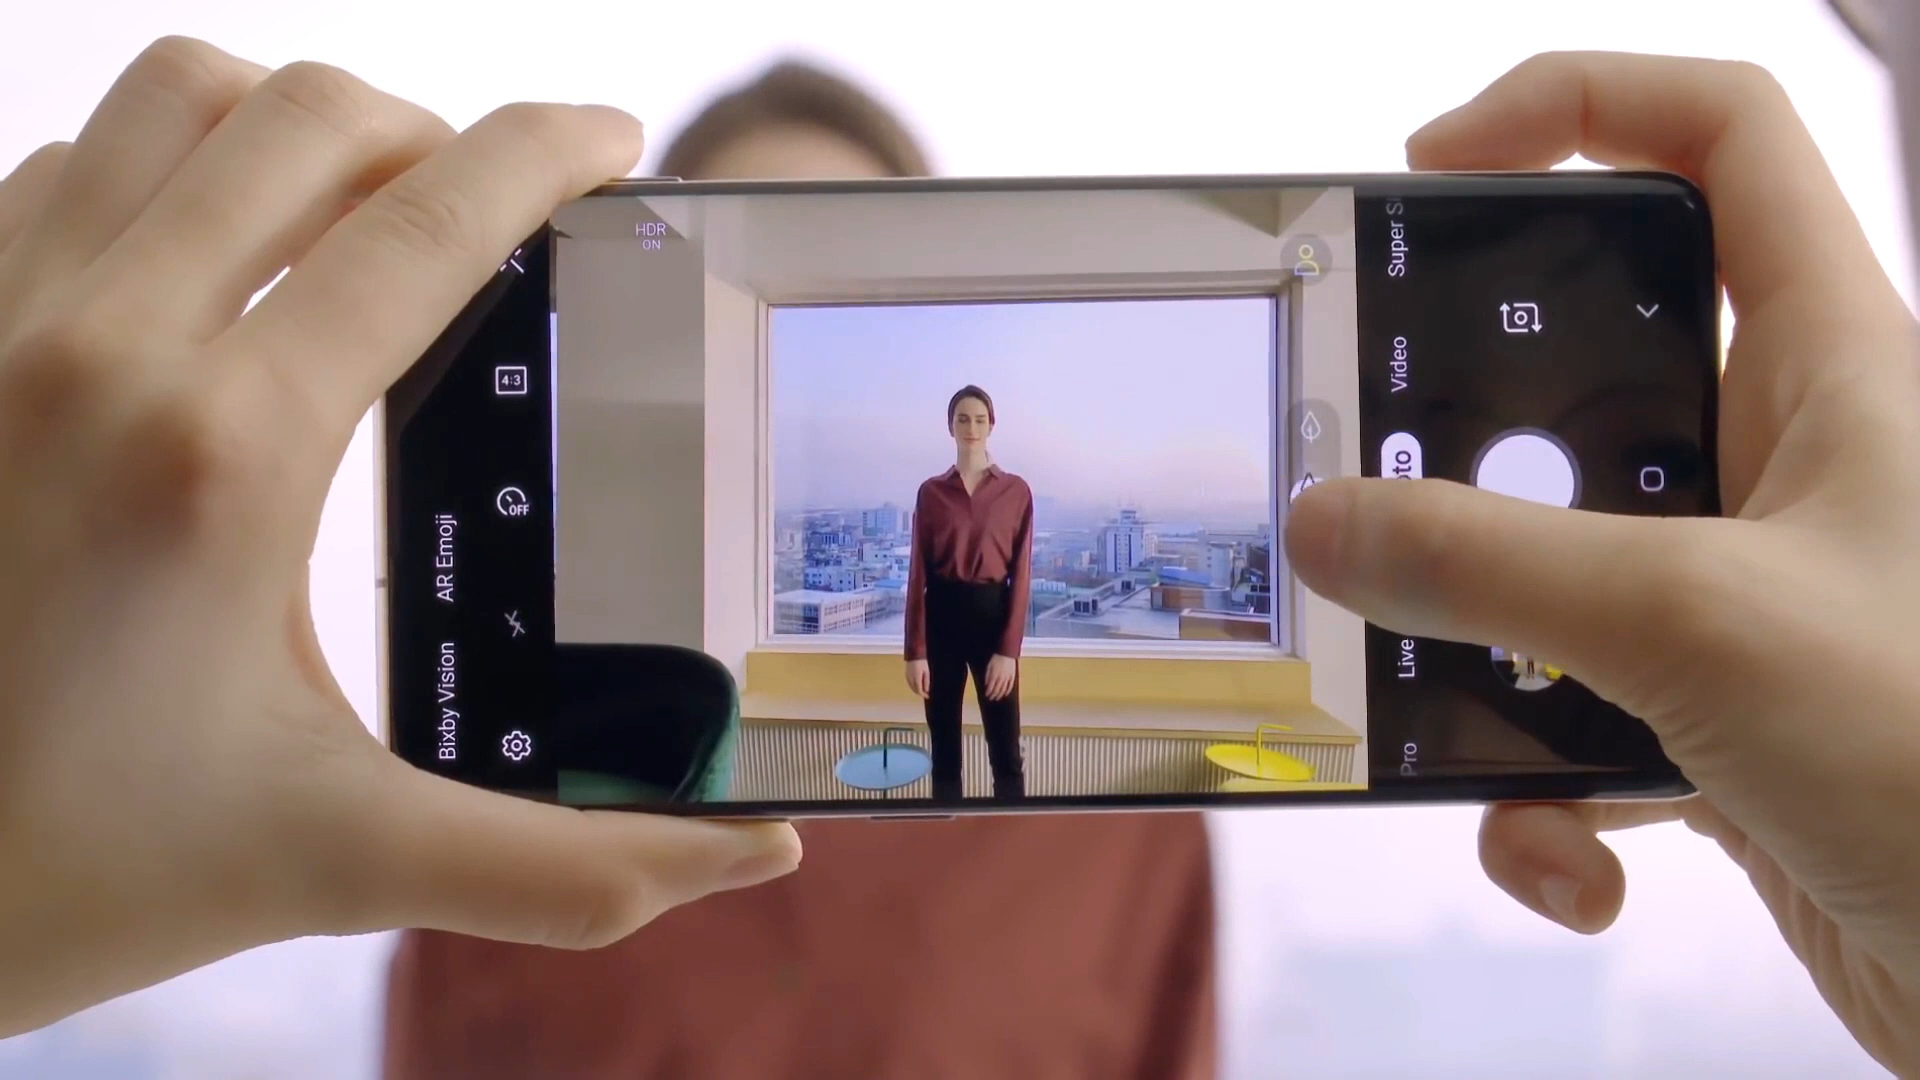 HDR
ON
4:3
OFF
AR Emoji
Bixby Vision
Super
Video
Live
Pro